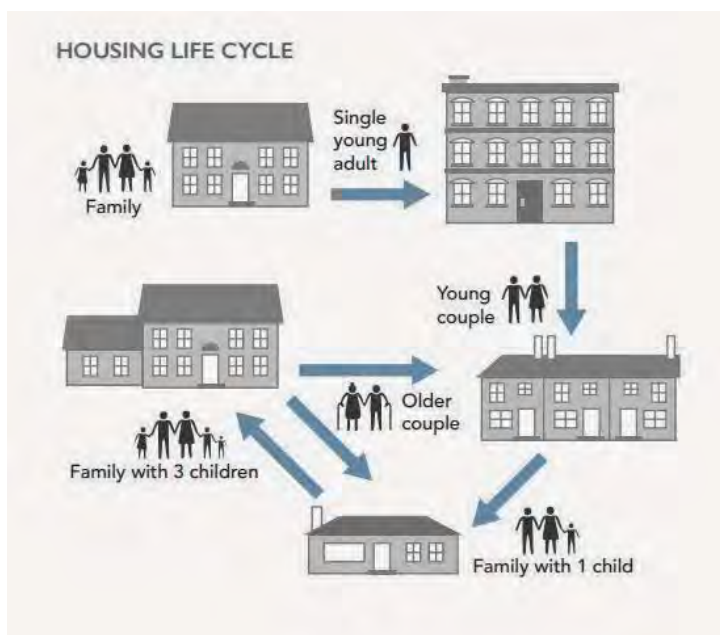 HOUSING LIFE CYCLE
Single
young
adult
Family
Young
couple
Older
couple
Family with 3 children
Family with 1 child